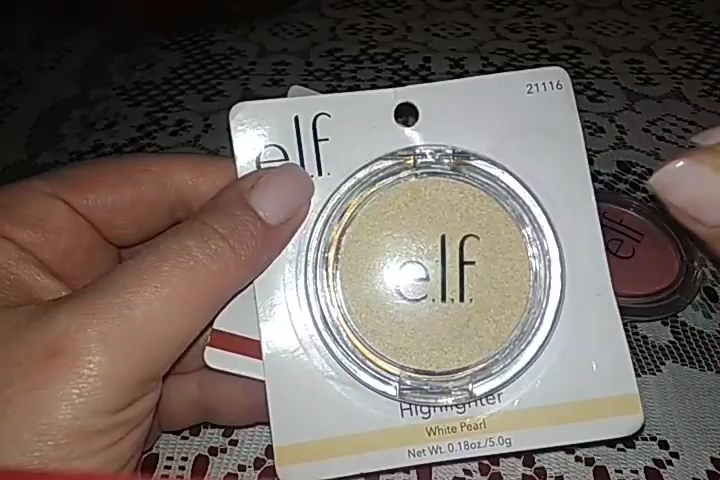 21116
e.l.f.
e.l.f.
e.l.f
Highlighter
White Pearl
Net Wt. 0.18oz./5.0g